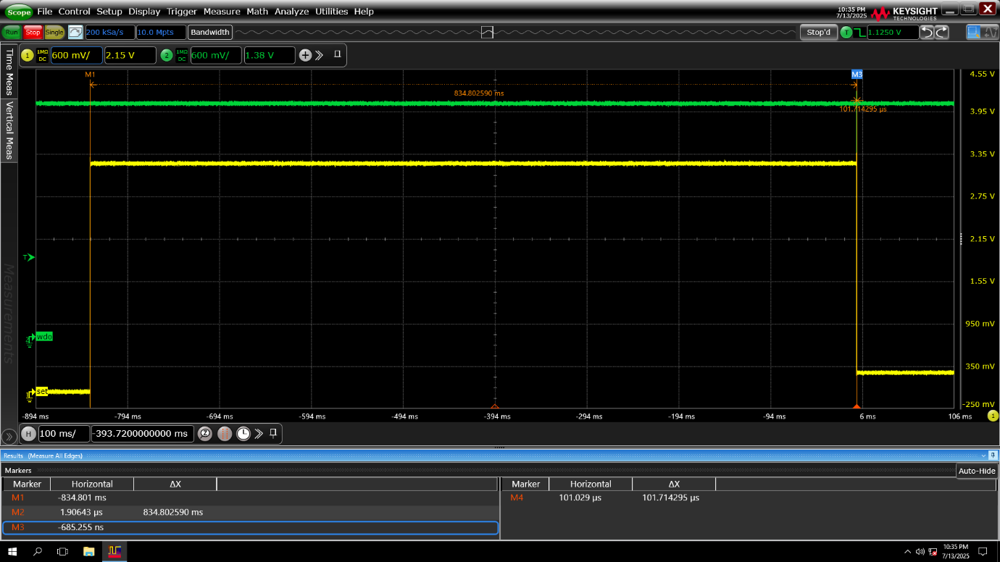 Scope File Control Setup Display Trigger Measure Math Analyze Utilities Help
10:35 PM
7/13/2025
KEYSIGHT
TECHNOLOGIES
Run Stop Single 200 kSa/s 10.0 Mpts Bandwidth Stop'd T 1.1250 V
1 1MΩ DC 600 mV/ 2.15 V 2 1MΩ DC 600 mV/ 1.38 V
Time Meas
Vertical Meas
Measurements
M1 M3
834.802590 ms
101.714295 µs
4.55 V
3.95 V
3.35 V
2.75 V
2.15 V
1.55 V
950 mV
350 mV
-250 mV
T
2 wdo
1 set
-894 ms -794 ms -694 ms -594 ms -494 ms -394 ms -294 ms -194 ms -94 ms 6 ms 106 ms 1
H 100 ms/ -393.7200000000 ms Z
Results (Measure All Edges)
Markers Auto-Hide
Marker Horizontal ΔX Marker Horizontal ΔX
M1 -834.801 ms M4 101.029 µs 101.714295 µs
M2 1.90643 µs 834.802590 ms
M3 -685.255 ns
10:35 PM
7/13/2025